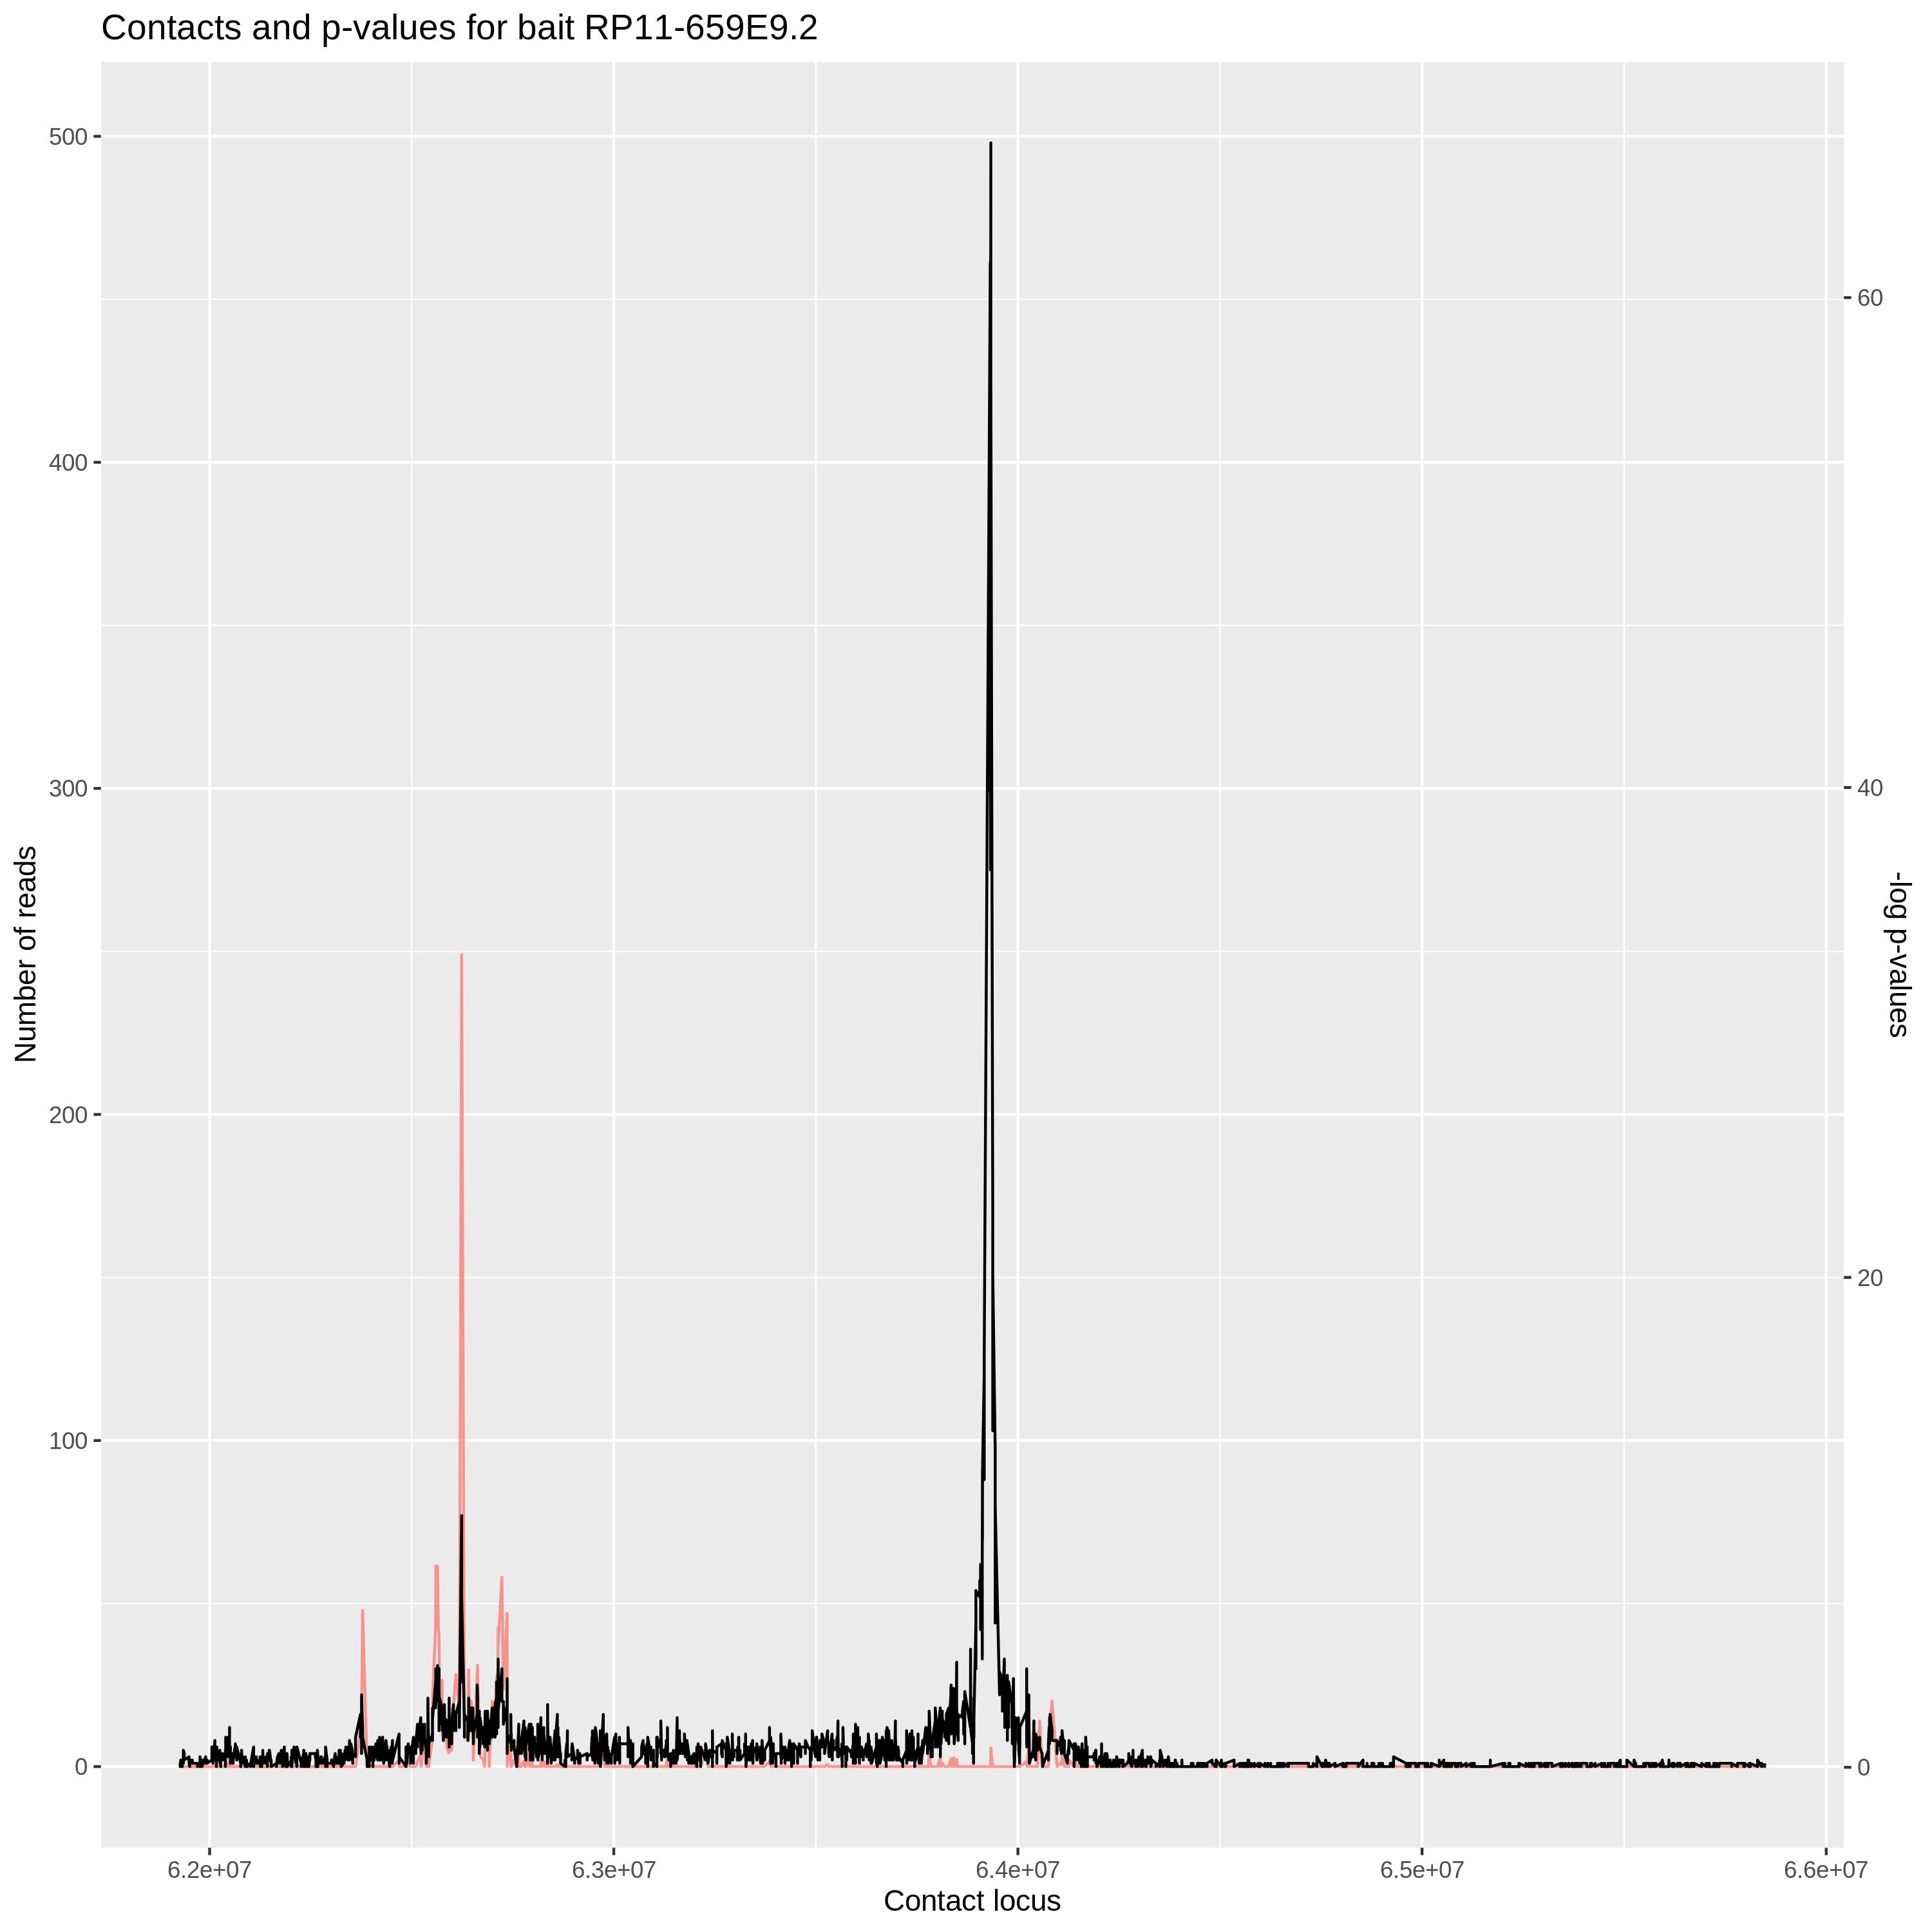 Contacts and p-values for bait RP11-659E9.2
500
400
300
200
100
0
Number of reads
60
40
20
0
-log p-values
6.2e+07
6.3e+07
6.4e+07
6.5e+07
6.6e+07
Contact locus